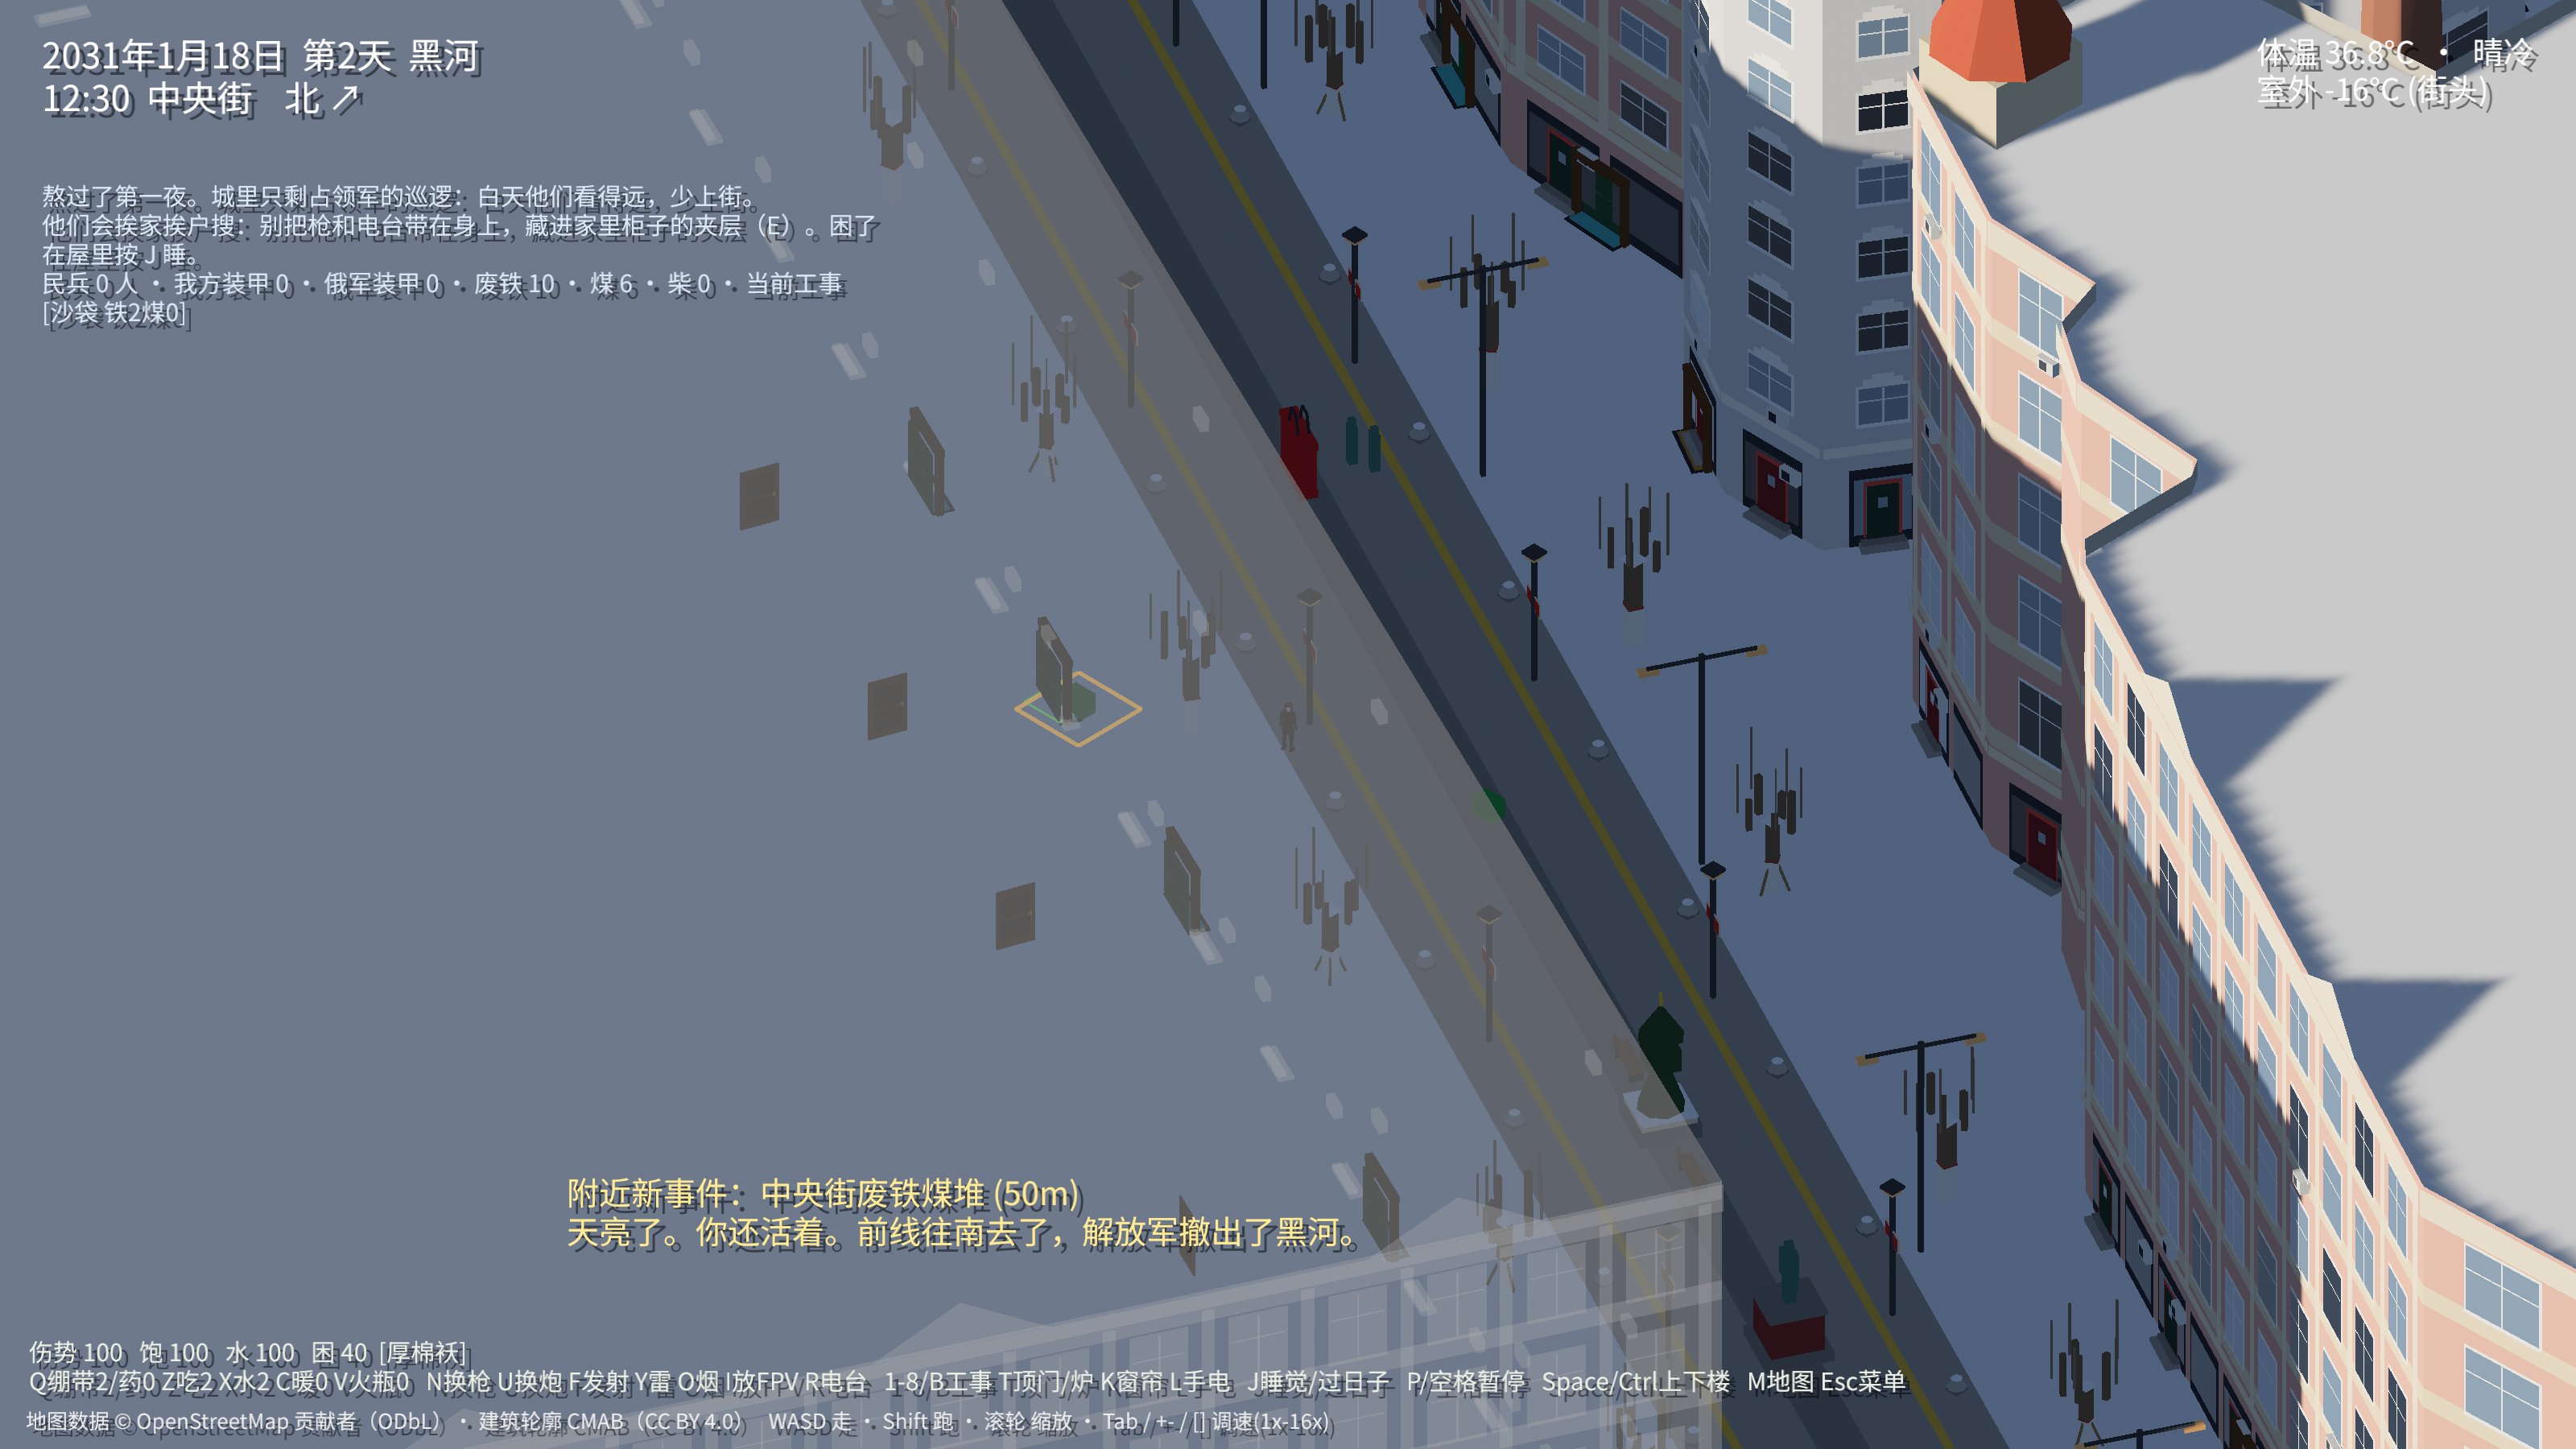 2031年1月18日 第2天 黑河
12:30 中央街 北 ↗
体温 36.8°C · 晴冷
室外 -16°C (街头)
熬过了第一夜。城里只剩占领军的巡逻：白天他们看得远，少上街。
他们会挨家挨户搜：别把枪和电台带在身上，藏进家里柜子的夹层（E）。困了
在屋里按 J 睡。
民兵 0 人 · 我方装甲 0 · 俄军装甲 0 · 废铁 10 · 煤 6 · 柴 0 · 当前工事
[沙袋 铁2煤0]
附近新事件：中央街废铁煤堆 (50m)
天亮了。你还活着。前线往南去了，解放军撤出了黑河。
伤势 100 饱 100 水 100 困 40 [厚棉袄]
Q绷带2/药0 Z吃2 X水2 C暖0 V火瓶0 N换枪 U换炮 F发射 Y雷 O烟 I放FPV R电台 1-8/B工事 T顶门/炉 K窗帘 L手电 J睡觉/过日子 P/空格暂停 Space/Ctrl上下楼 M地图 Esc菜单
地图数据 © OpenStreetMap 贡献者（ODbL） · 建筑轮廓 CMAB（CC BY 4.0） WASD 走 · Shift 跑 · 滚轮 缩放 · Tab / +- / [] 调速(1x-16x)